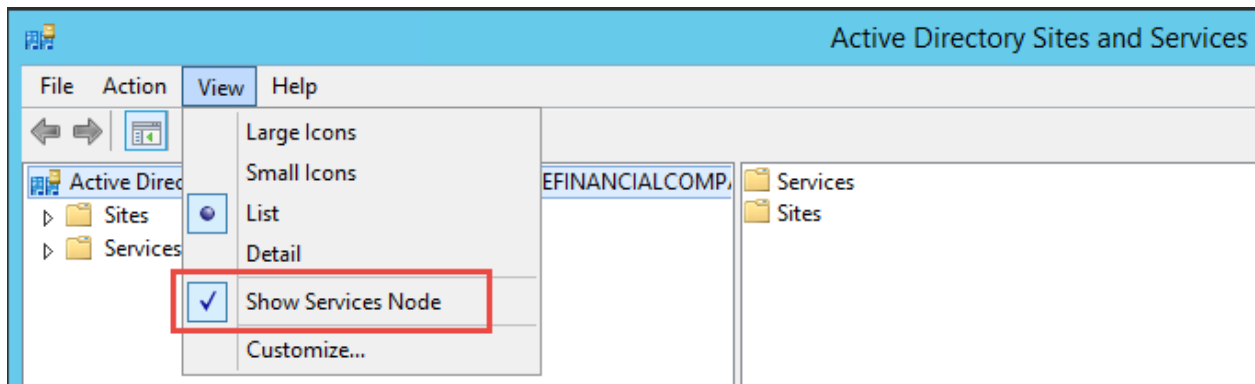 Active Directory Sites and Services
File Action View Help
Large Icons
Small Icons
List
Detail
Show Services Node
Customize...
Active Direc
EFINANCIALCOMP
Sites
Services
Services
Sites